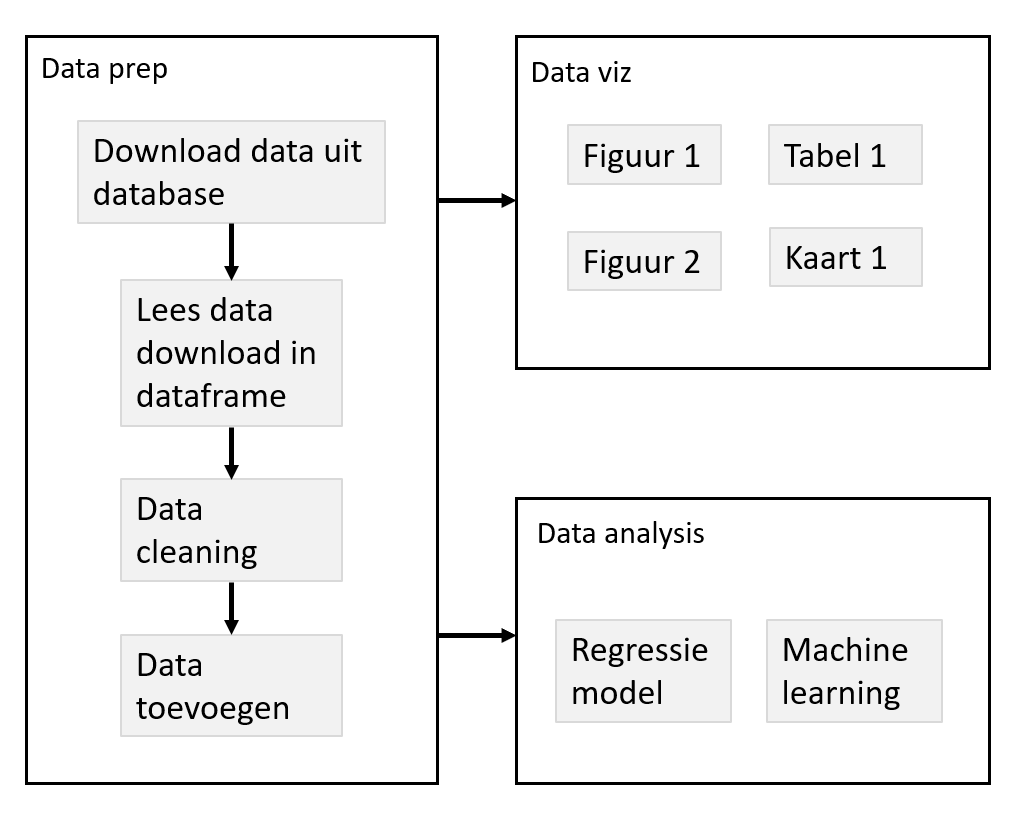 Data prep
Download data uit
database
Lees data
download in
dataframe
Data
cleaning
Data
toevoegen
Data viz
Figuur 1
Tabel 1
Figuur 2
Kaart 1
Data analysis
Regressie
model
Machine
learning